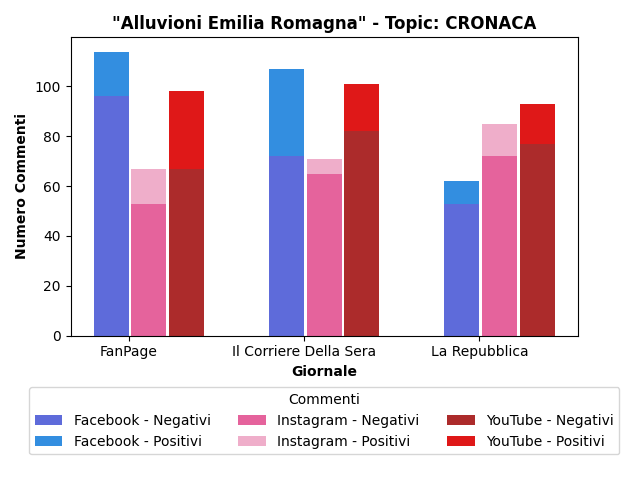 "Alluvioni Emilia Romagna" - Topic: CRONACA
Numero Commenti
100
80
60
40
20
0
FanPage Il Corriere Della Sera La Repubblica
Giornale
Commenti
Facebook - Negativi Instagram - Negativi YouTube - Negativi
Facebook - Positivi Instagram - Positivi YouTube - Positivi